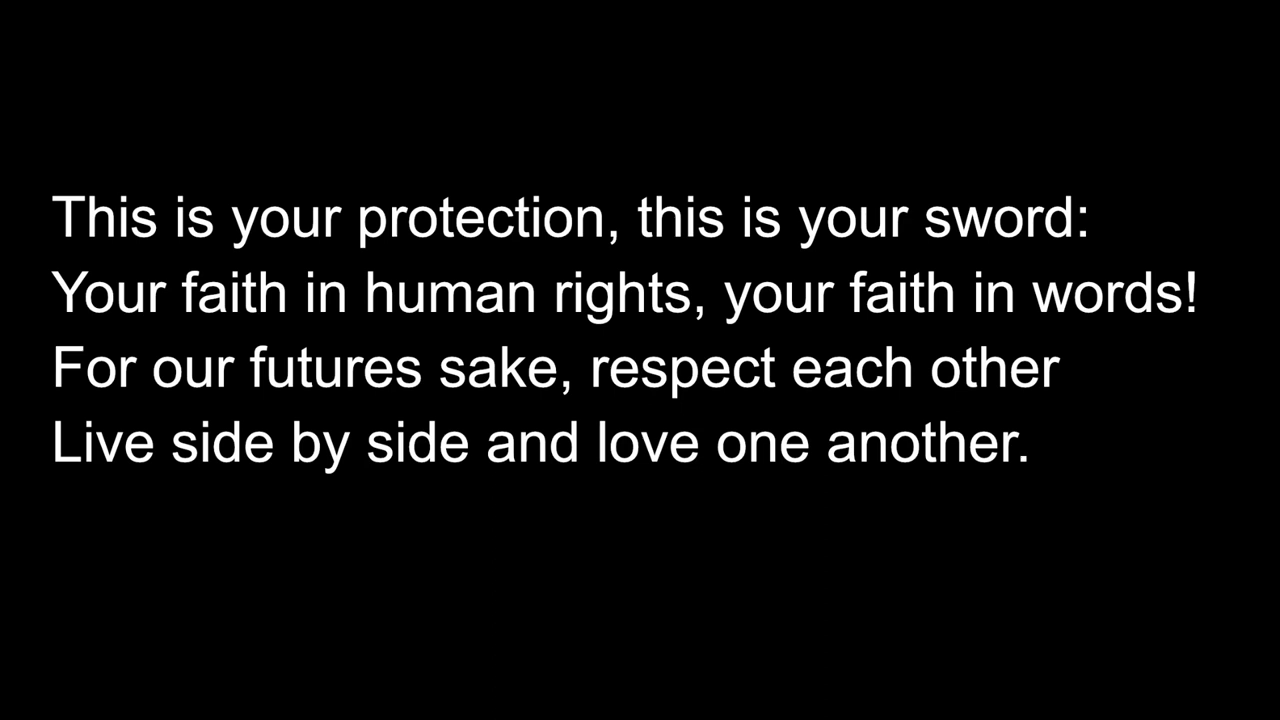 This is your protection, this is your sword:
Your faith in human rights, your faith in words!
For our futures sake, respect each other
Live side by side and love one another.